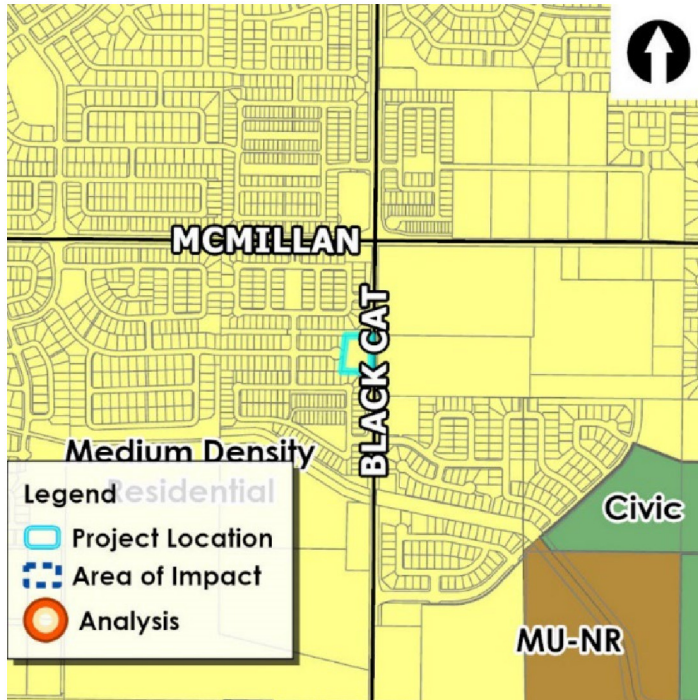 MCMILLAN
BLACK CAT
Medium Density
Residential
Legend
Project Location
Area of Impact
Analysis
Civic
MU-NR